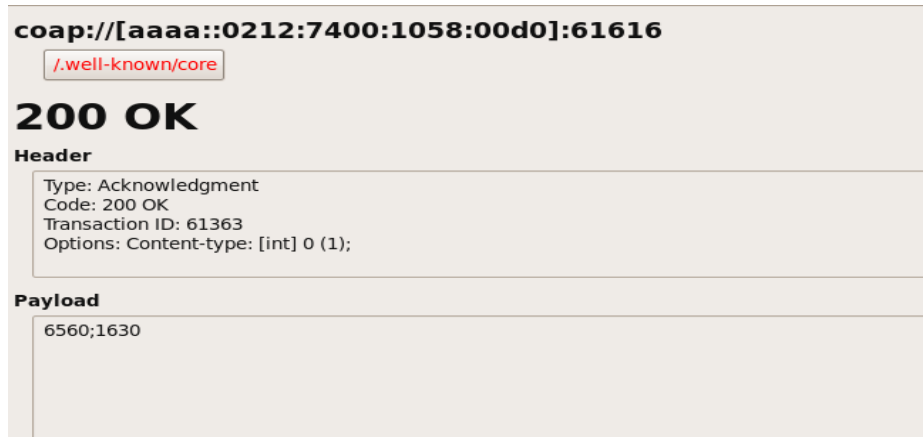 coap://[aaaa::0212:7400:1058:00d0]:61616
/.well-known/core
200 OK
Header
Type: Acknowledgment
Code: 200 OK
Transaction ID: 61363
Options: Content-type: [int] 0 (1);
Payload
6560;1630